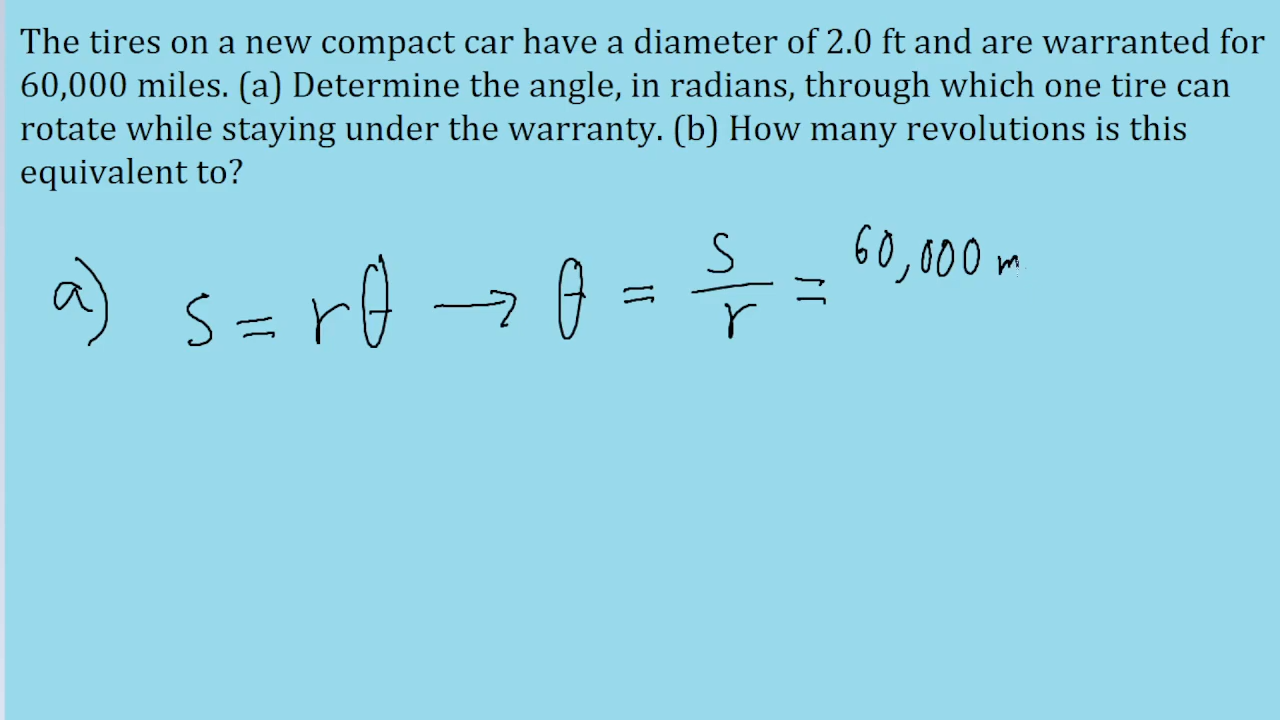 The tires on a new compact car have a diameter of 2.0 ft and are warranted for
60,000 miles. (a) Determine the angle, in radians, through which one tire can
rotate while staying under the warranty. (b) How many revolutions is this
equivalent to?
a) s = rθ → θ = s/r = 60,000 m